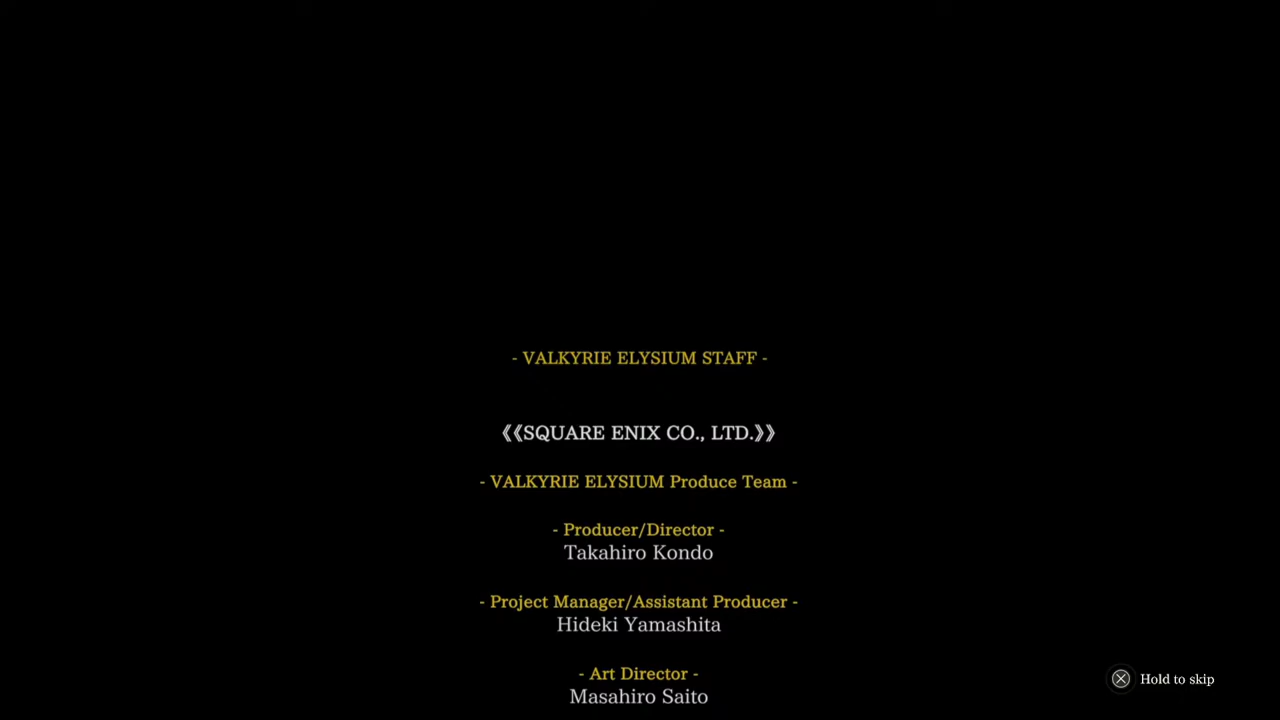 - VALKYRIE ELYSIUM STAFF -
《《SQUARE ENIX CO., LTD.》》
- VALKYRIE ELYSIUM Produce Team -
- Producer/Director -
Takahiro Kondo
- Project Manager/Assistant Producer -
Hideki Yamashita
- Art Director -
Masahiro Saito
Hold to skip